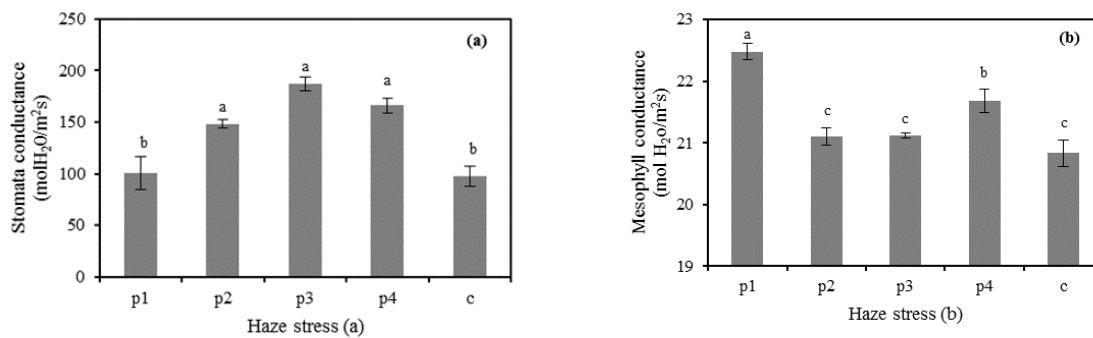 (a)
Stomata conductance
(molH₂0/m²s)
250
200
150
100
50
0
b
a
a
a
b
p1 p2 p3 p4 c
Haze stress (a)
(b)
Mesophyll conductance
(mol H₂o/m²s)
23
22
21
20
19
a
c
c
b
c
p1 p2 p3 p4 c
Haze stress (b)